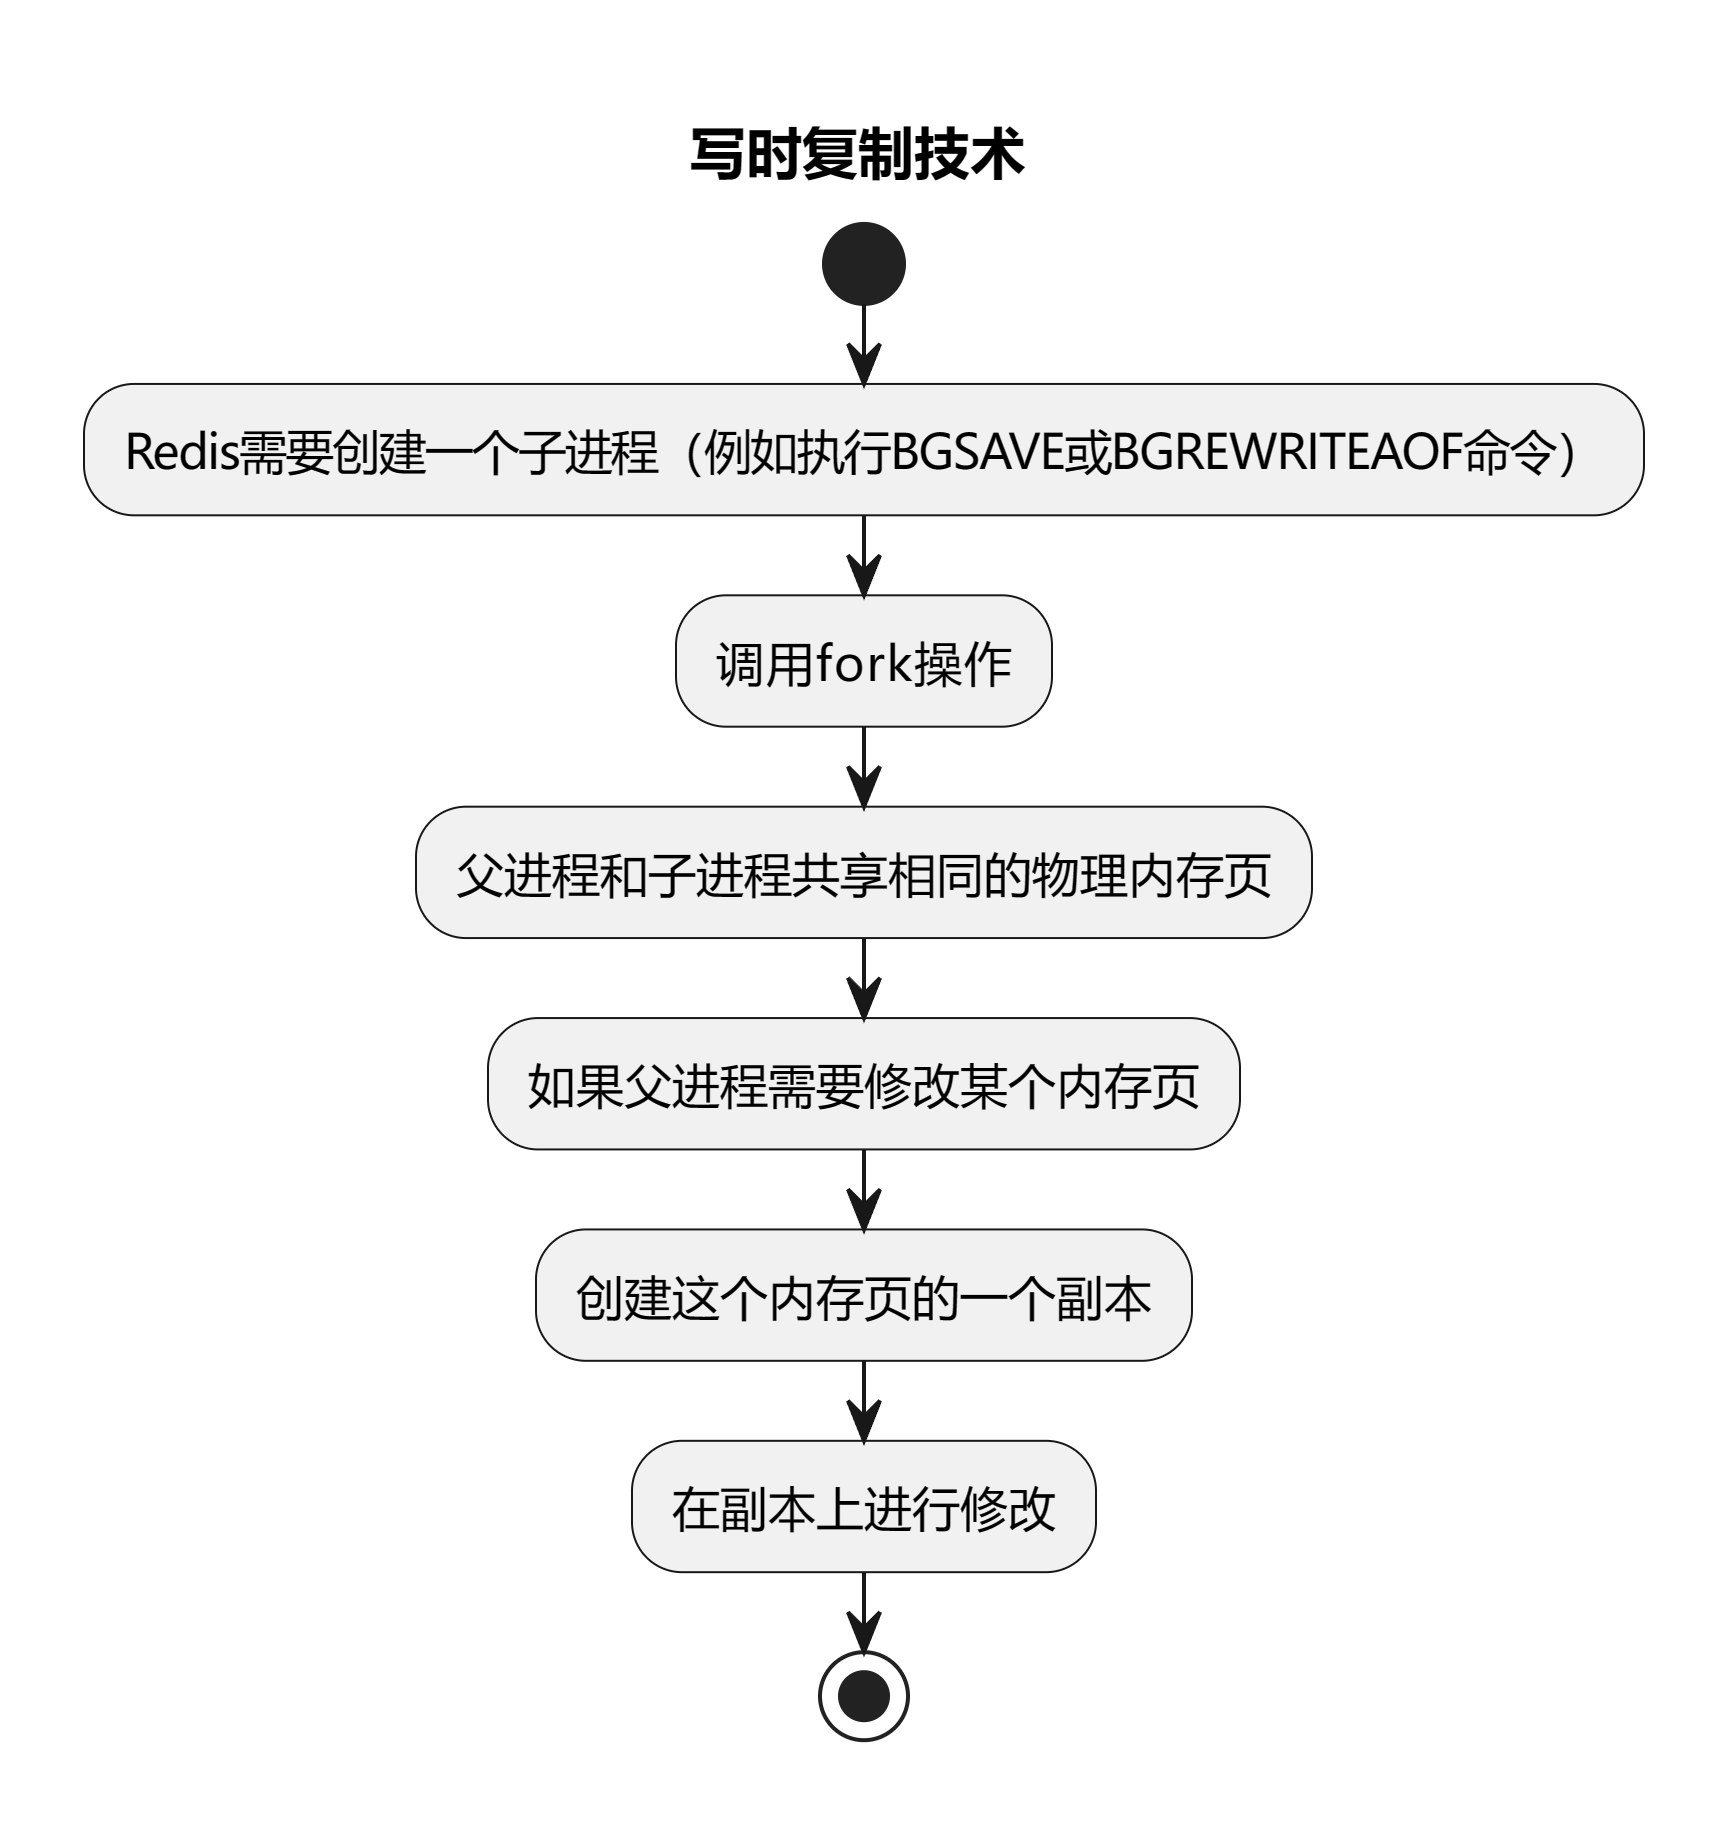 写时复制技术
Redis需要创建一个子进程（例如执行BGSAVE或BGREWRITEAOF命令）
调用fork操作
父进程和子进程共享相同的物理内存页
如果父进程需要修改某个内存页
创建这个内存页的一个副本
在副本上进行修改